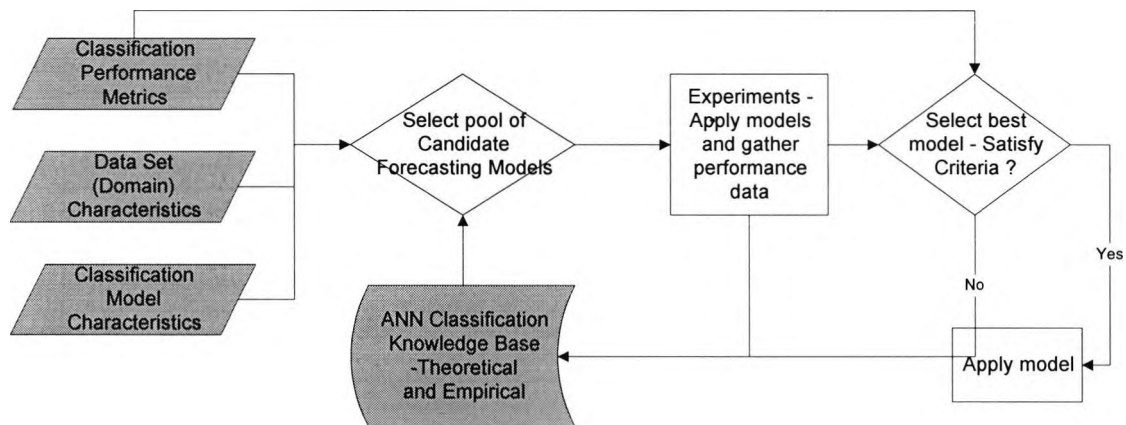 Classification
Performance
Metrics
Data Set
(Domain)
Characteristics
Classification
Model
Characteristics
Select pool of
Candidate
Forecasting Models
ANN Classification
Knowledge Base
-Theoretical
and Empirical
Experiments -
Apply models
and gather
performance
data
Select best
model - Satisfy
Criteria ?
No
Yes
Apply model